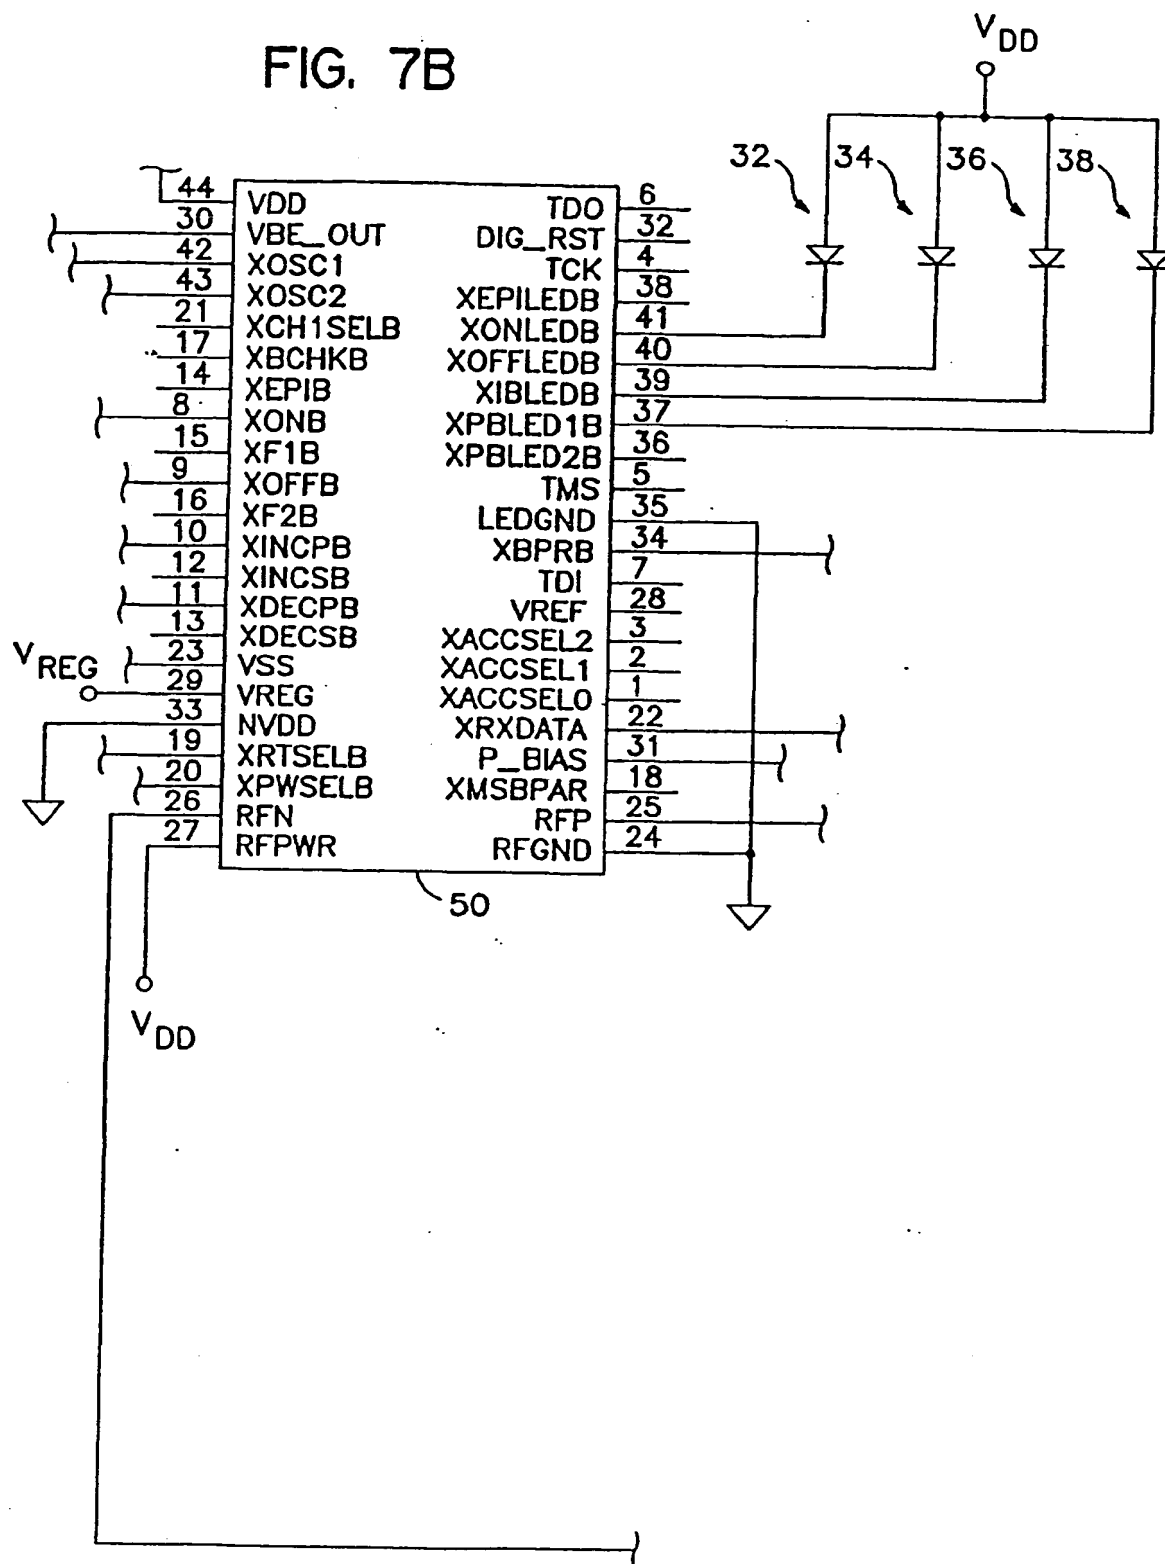 FIG. 7B
V DD
32 34 36 38
44 VDD TDO 6
30 VBE_OUT DIG_RST 32
42 XOSC1 TCK 4
43 XOSC2 XEPILEDB 38
21 XCH1SELB XONLEDB 41
17 XBCHKB XOFFLEDB 40
14 XEPIB XIBLEDB 39
8 XONB XPBLED1B 37
15 XF1B XPBLED2B 36
9 XOFFB TMS 5
16 XF2B LEDGND 35
10 XINCPB XBPRB 34
12 XINCSB TDI 7
11 XDECPB VREF 28
13 XDECSB XACCSEL2 3
23 VSS XACCSEL1 2
V REG 29 VREG XACCSEL0 1
33 NVDD XRXDATA 22
19 XRTSELB P_BIAS 31
20 XPWSELB XMSBPAR 18
26 RFN RFP 25
27 RFPWR RFGND 24
50
V DD